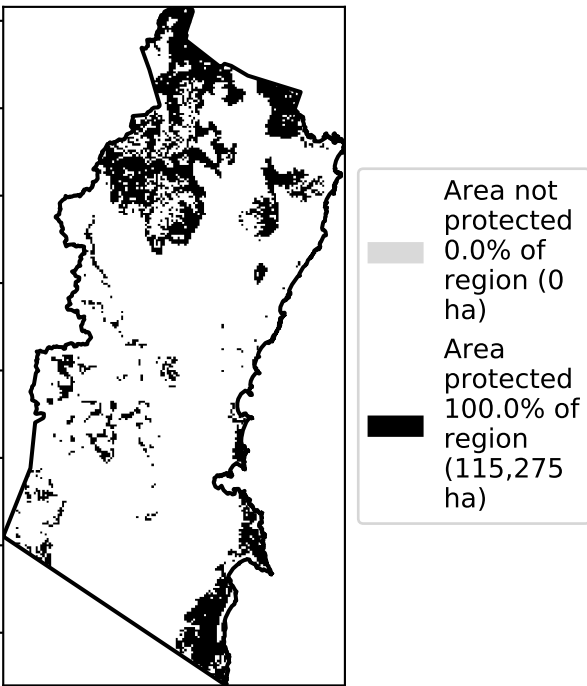 Area not
protected
0.0% of
region (0
ha)
Area
protected
100.0% of
region
(115,275
ha)